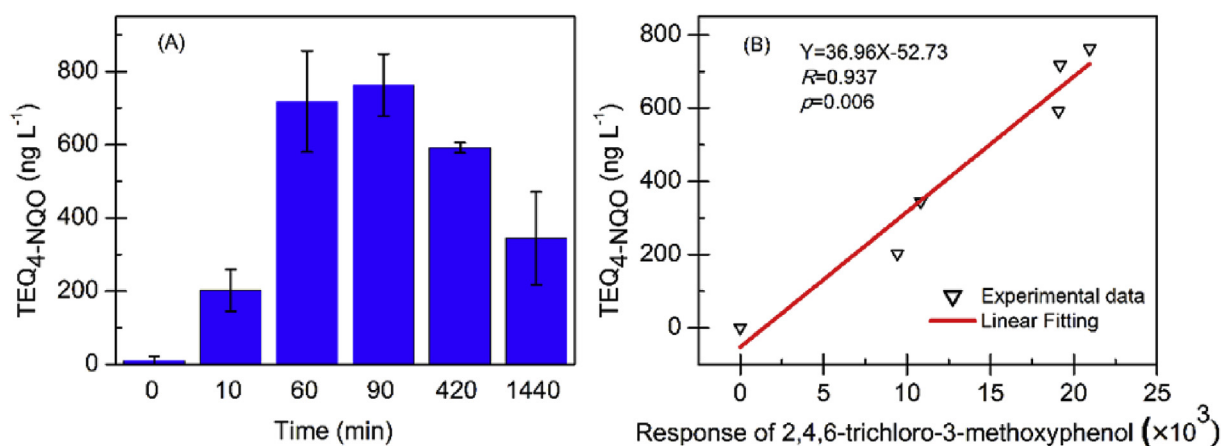 (A)
TEQ4-NQO (ng L-1)
800
600
400
200
0
0 10 60 90 420 1440
Time (min)
(B)
Y=36.96X-52.73
R=0.937
p=0.006
TEQ4-NQO (ng L-1)
800
600
400
200
0
Experimental data
Linear Fitting
0 5 10 15 20 25
Response of 2,4,6-trichloro-3-methoxyphenol (×103)